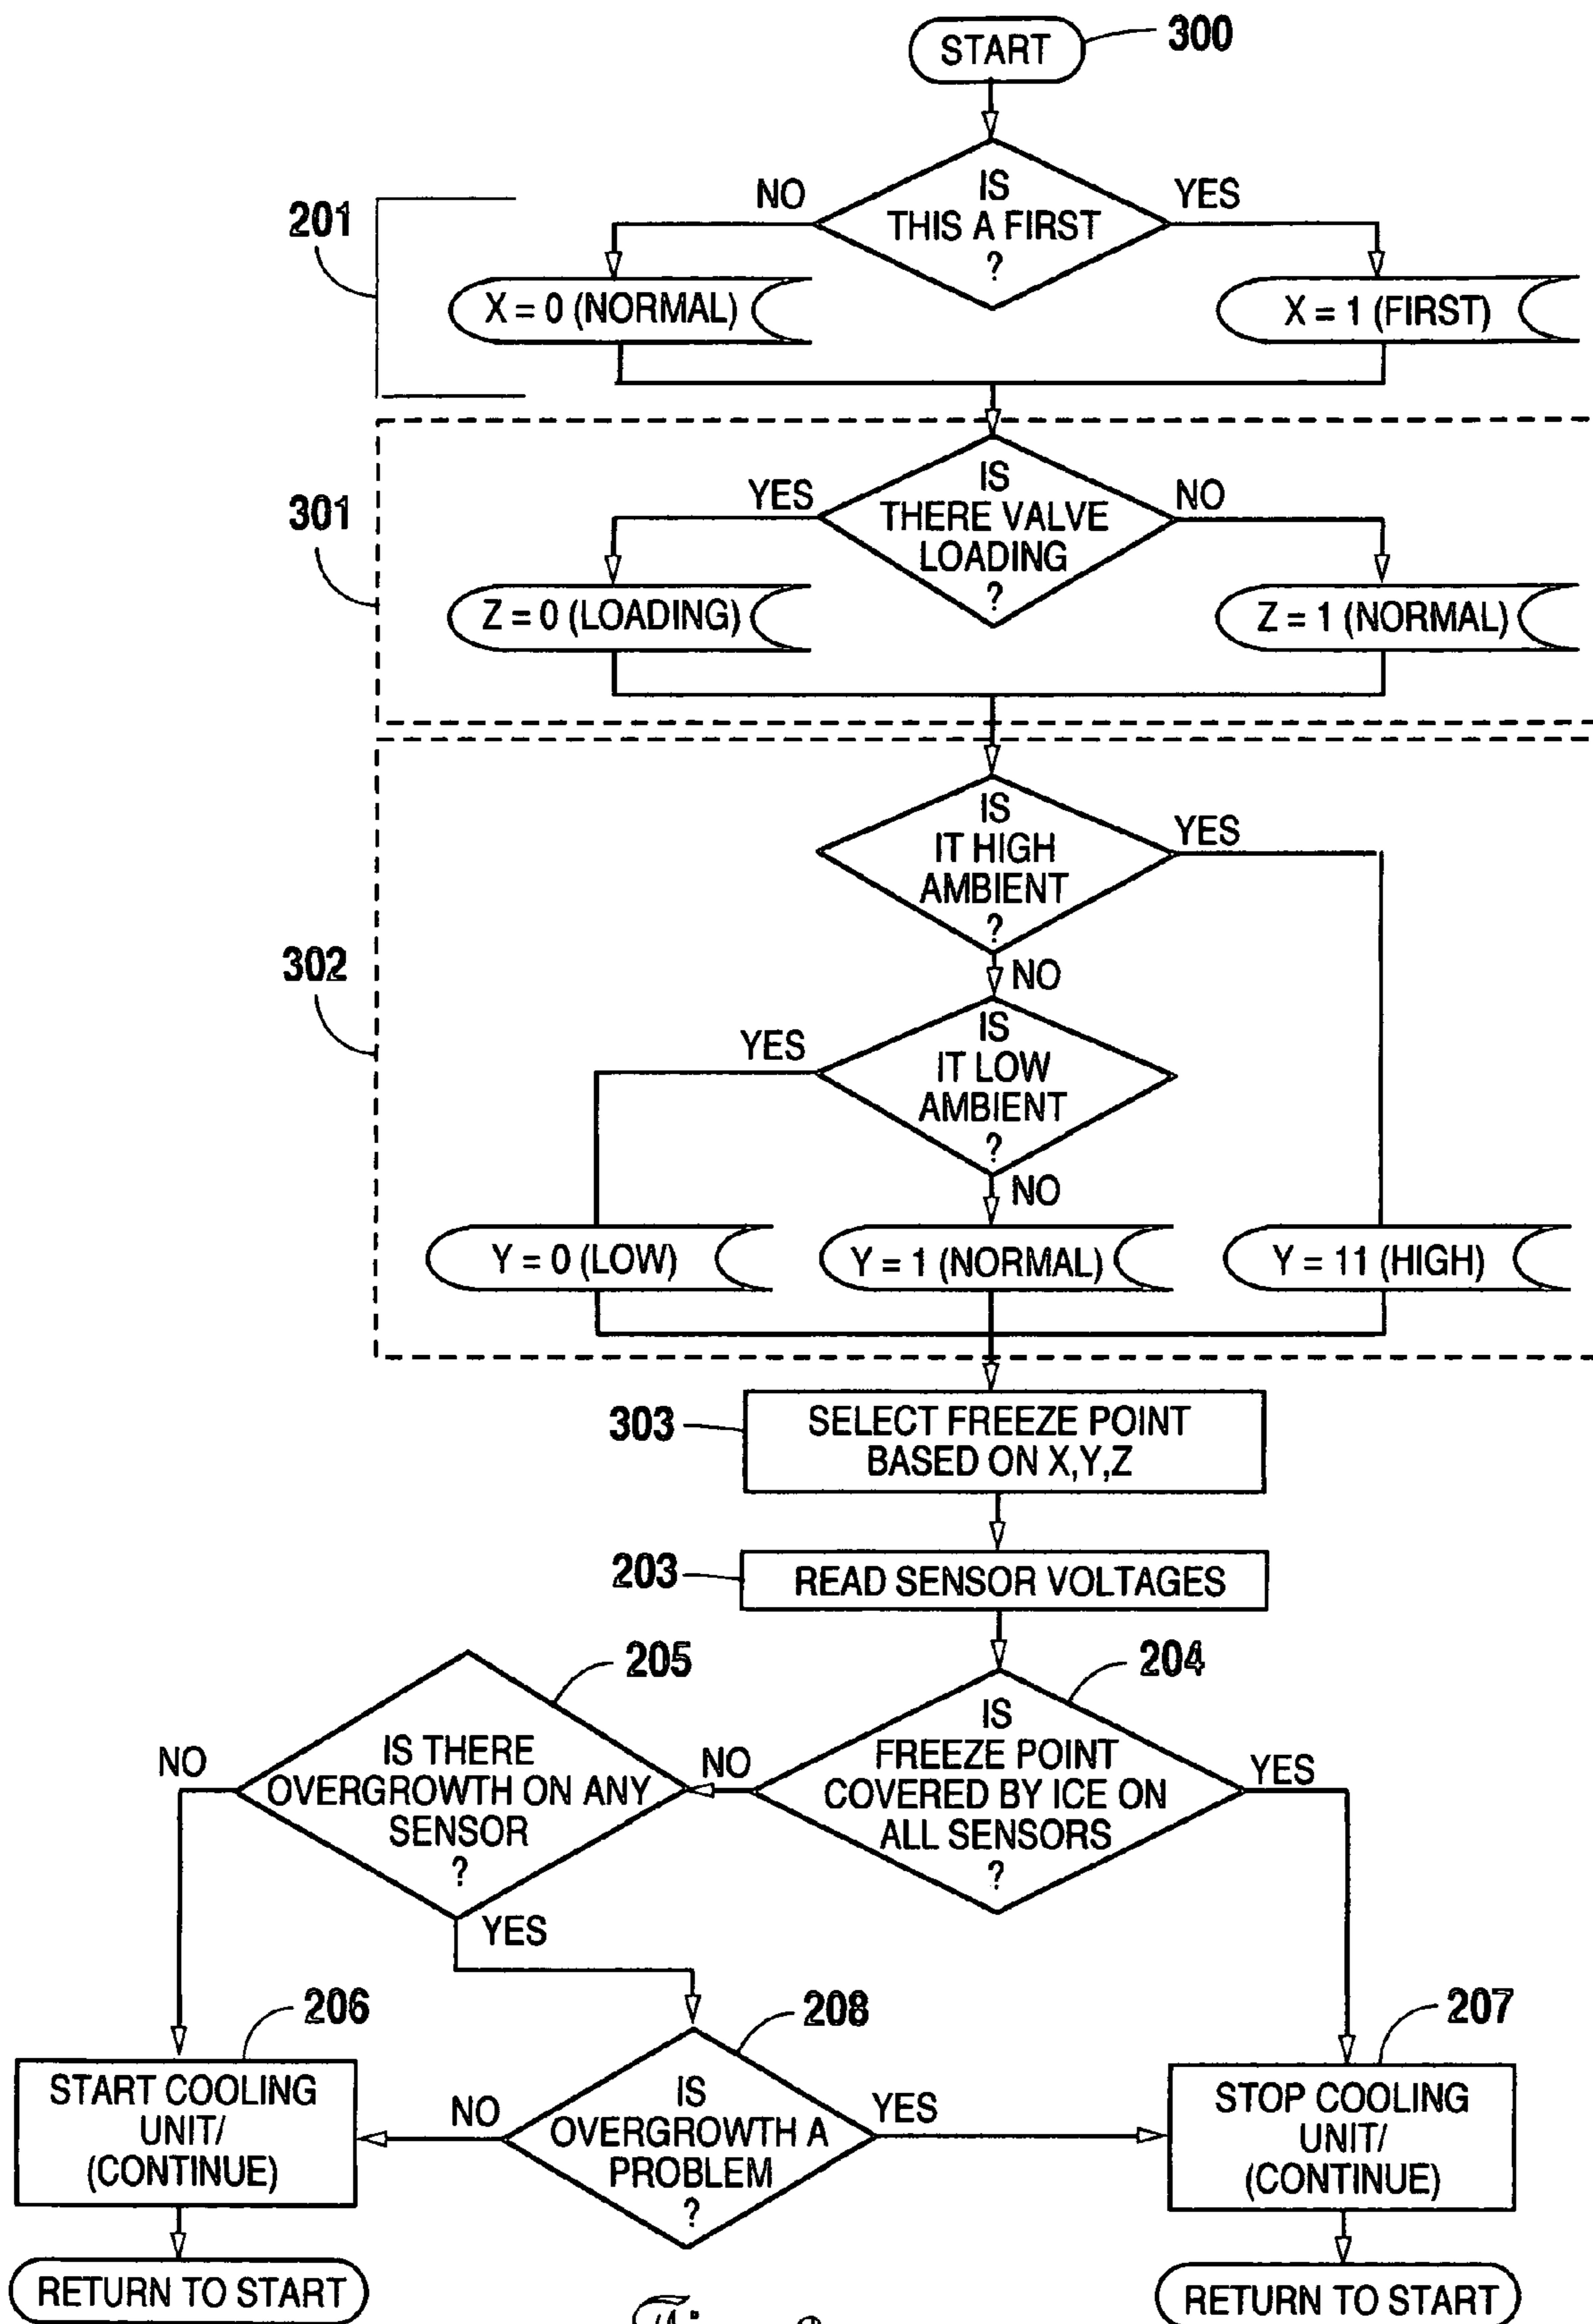 START
300
IS
THIS A FIRST
?
NO
YES
201
X = 0 (NORMAL)
X = 1 (FIRST)
IS
THERE VALVE
LOADING
?
YES
NO
301
Z = 0 (LOADING)
Z = 1 (NORMAL)
IS
IT HIGH
AMBIENT
?
YES
NO
302
IS
IT LOW
AMBIENT
?
YES
NO
Y = 0 (LOW)
Y = 1 (NORMAL)
Y = 11 (HIGH)
303
SELECT FREEZE POINT
BASED ON X,Y,Z
203
READ SENSOR VOLTAGES
205
204
IS THERE
OVERGROWTH ON ANY
SENSOR
?
NO
YES
IS
FREEZE POINT
COVERED BY ICE ON
ALL SENSORS
?
NO
YES
206
208
207
START COOLING
UNIT/
(CONTINUE)
NO
IS
OVERGROWTH A
PROBLEM
?
YES
STOP COOLING
UNIT/
(CONTINUE)
RETURN TO START
RETURN TO START